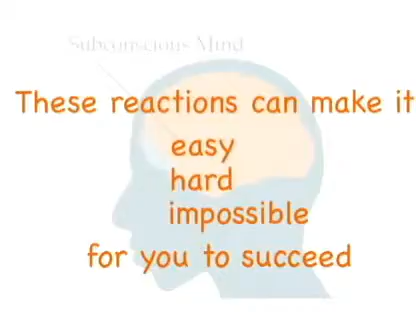 Subconscious Mind
These reactions can make it
easy
hard
impossible
for you to succeed